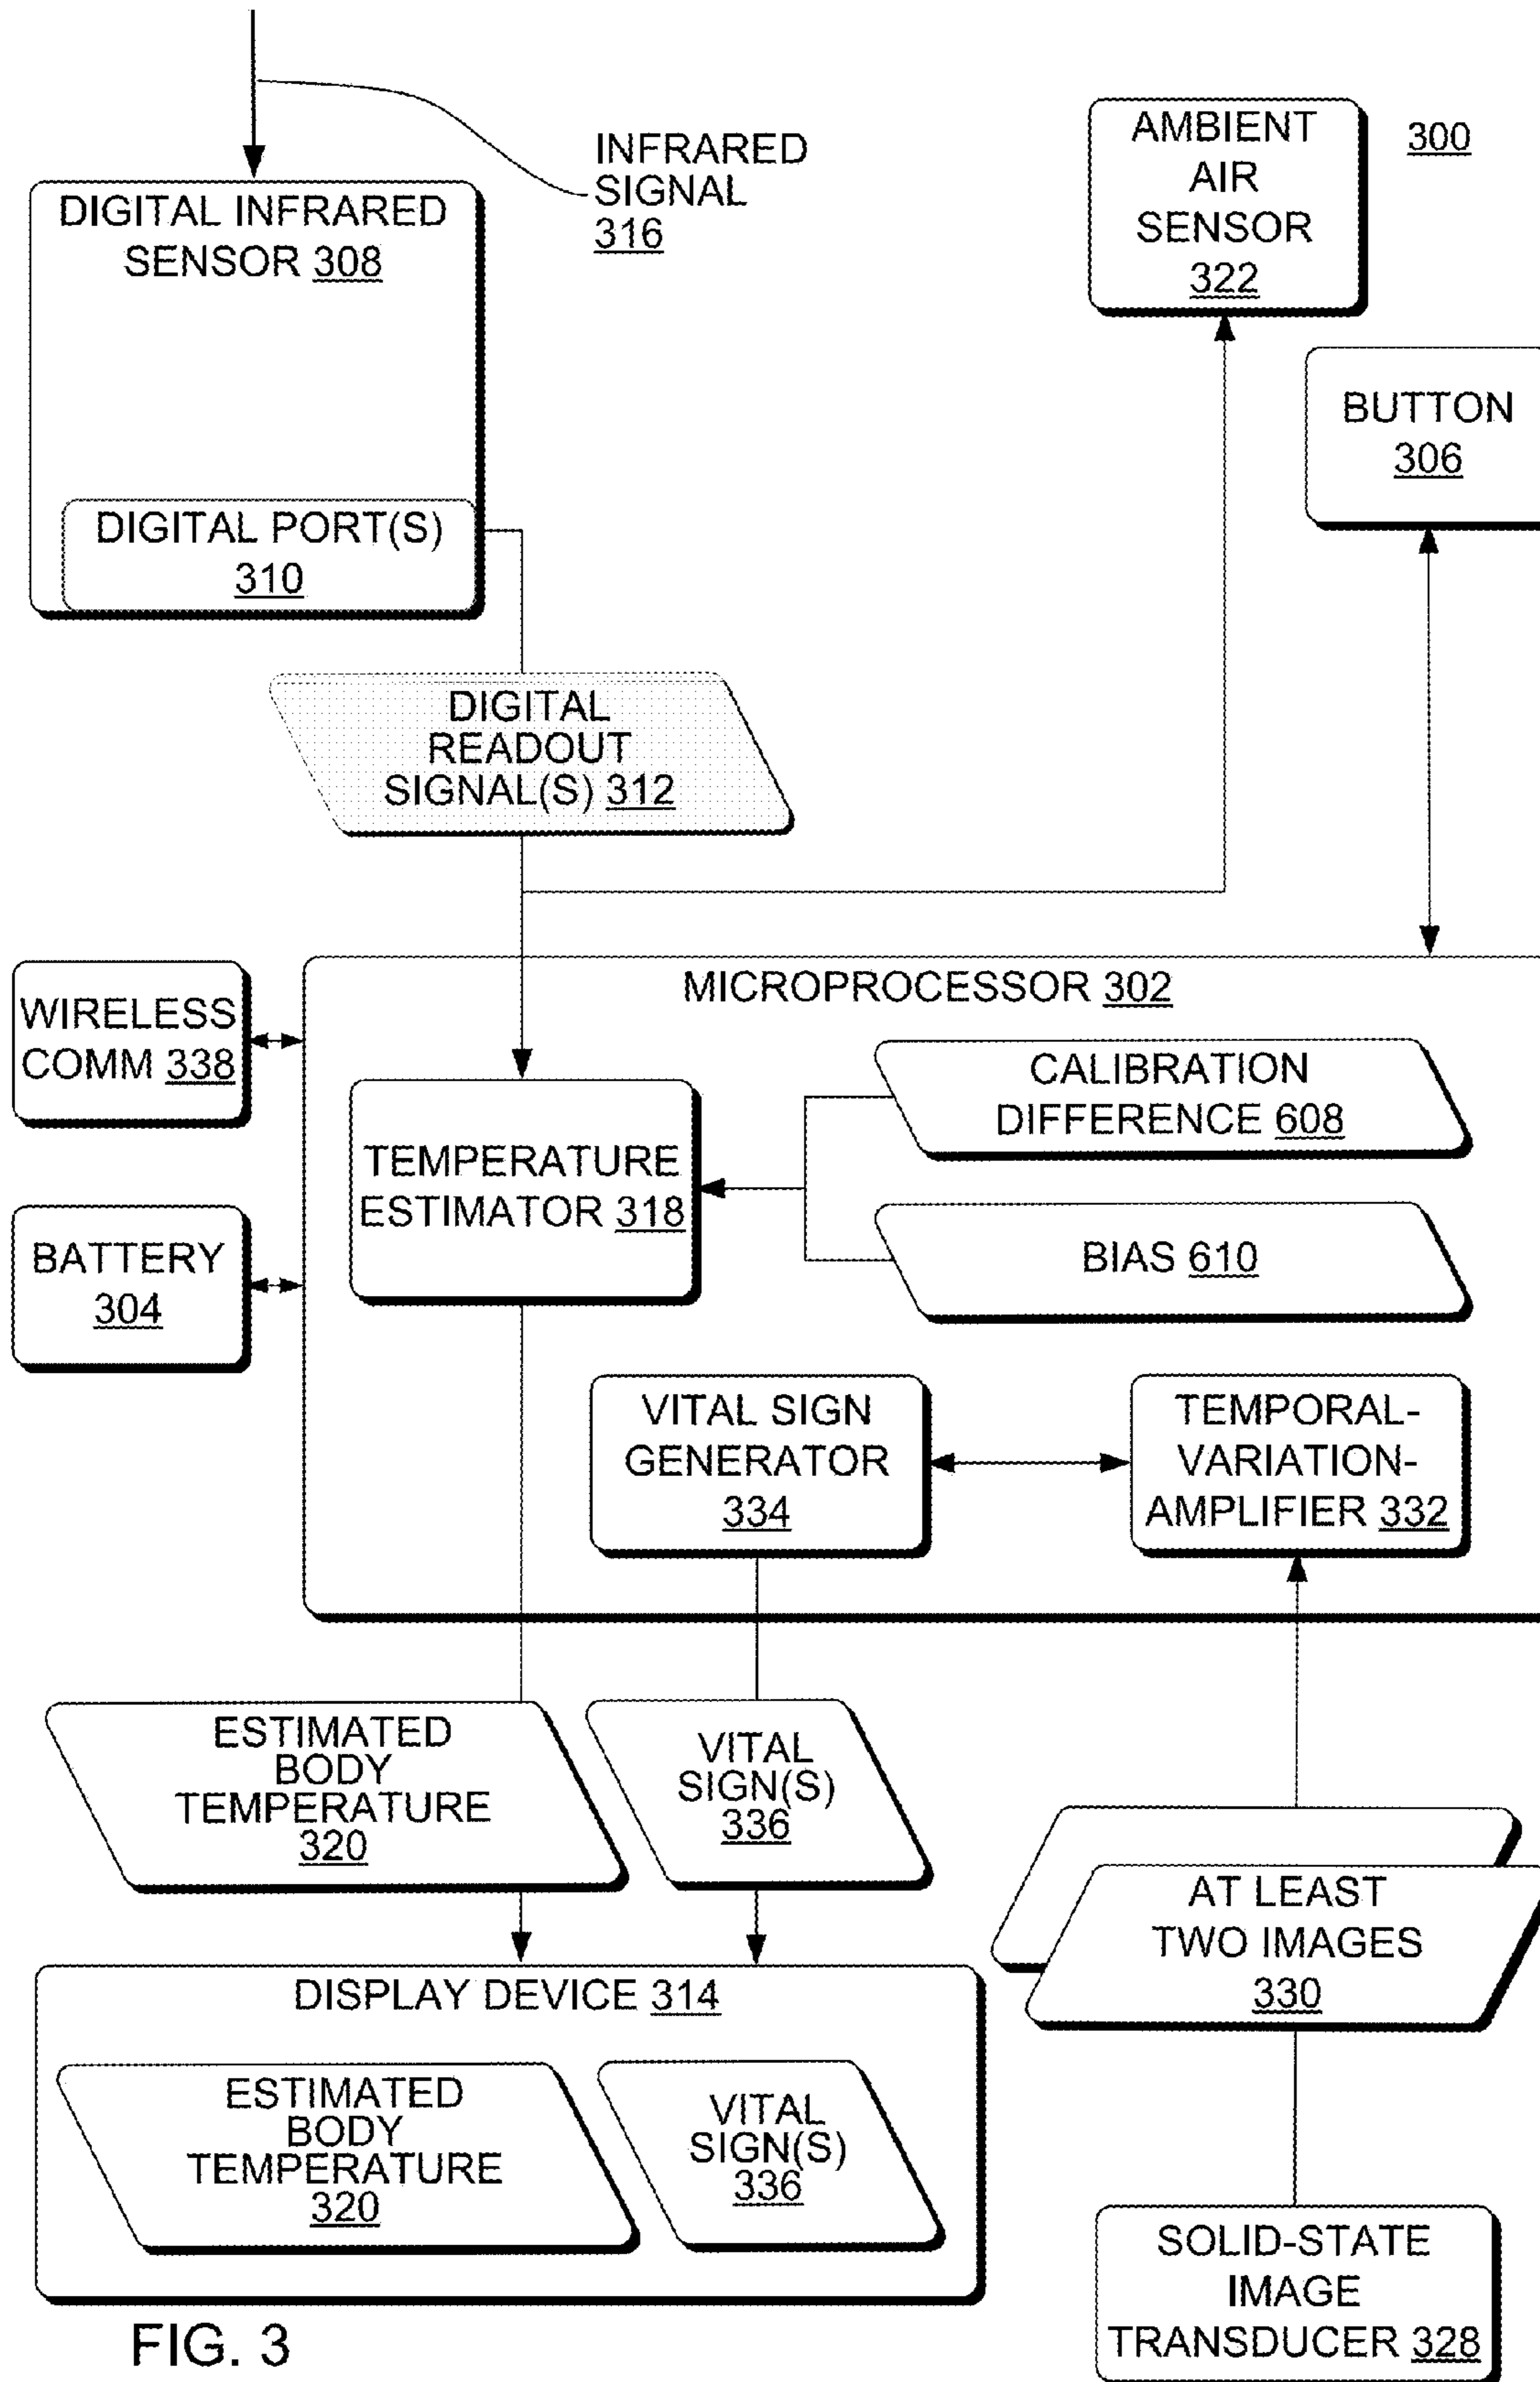 INFRARED
SIGNAL
316
DIGITAL INFRARED
SENSOR 308
AMBIENT
AIR
SENSOR
322
300
BUTTON
306
DIGITAL PORT(S)
310
DIGITAL
READOUT
SIGNAL(S) 312
MICROPROCESSOR 302
WIRELESS
COMM 338
CALIBRATION
DIFFERENCE 608
TEMPERATURE
ESTIMATOR 318
BATTERY
304
BIAS 610
VITAL SIGN
GENERATOR
334
TEMPORAL-
VARIATION-
AMPLIFIER 332
ESTIMATED
BODY
TEMPERATURE
320
VITAL
SIGN(S)
336
AT LEAST
TWO IMAGES
330
DISPLAY DEVICE 314
ESTIMATED
BODY
TEMPERATURE
320
VITAL
SIGN(S)
336
SOLID-STATE
IMAGE
TRANSDUCER 328
FIG. 3